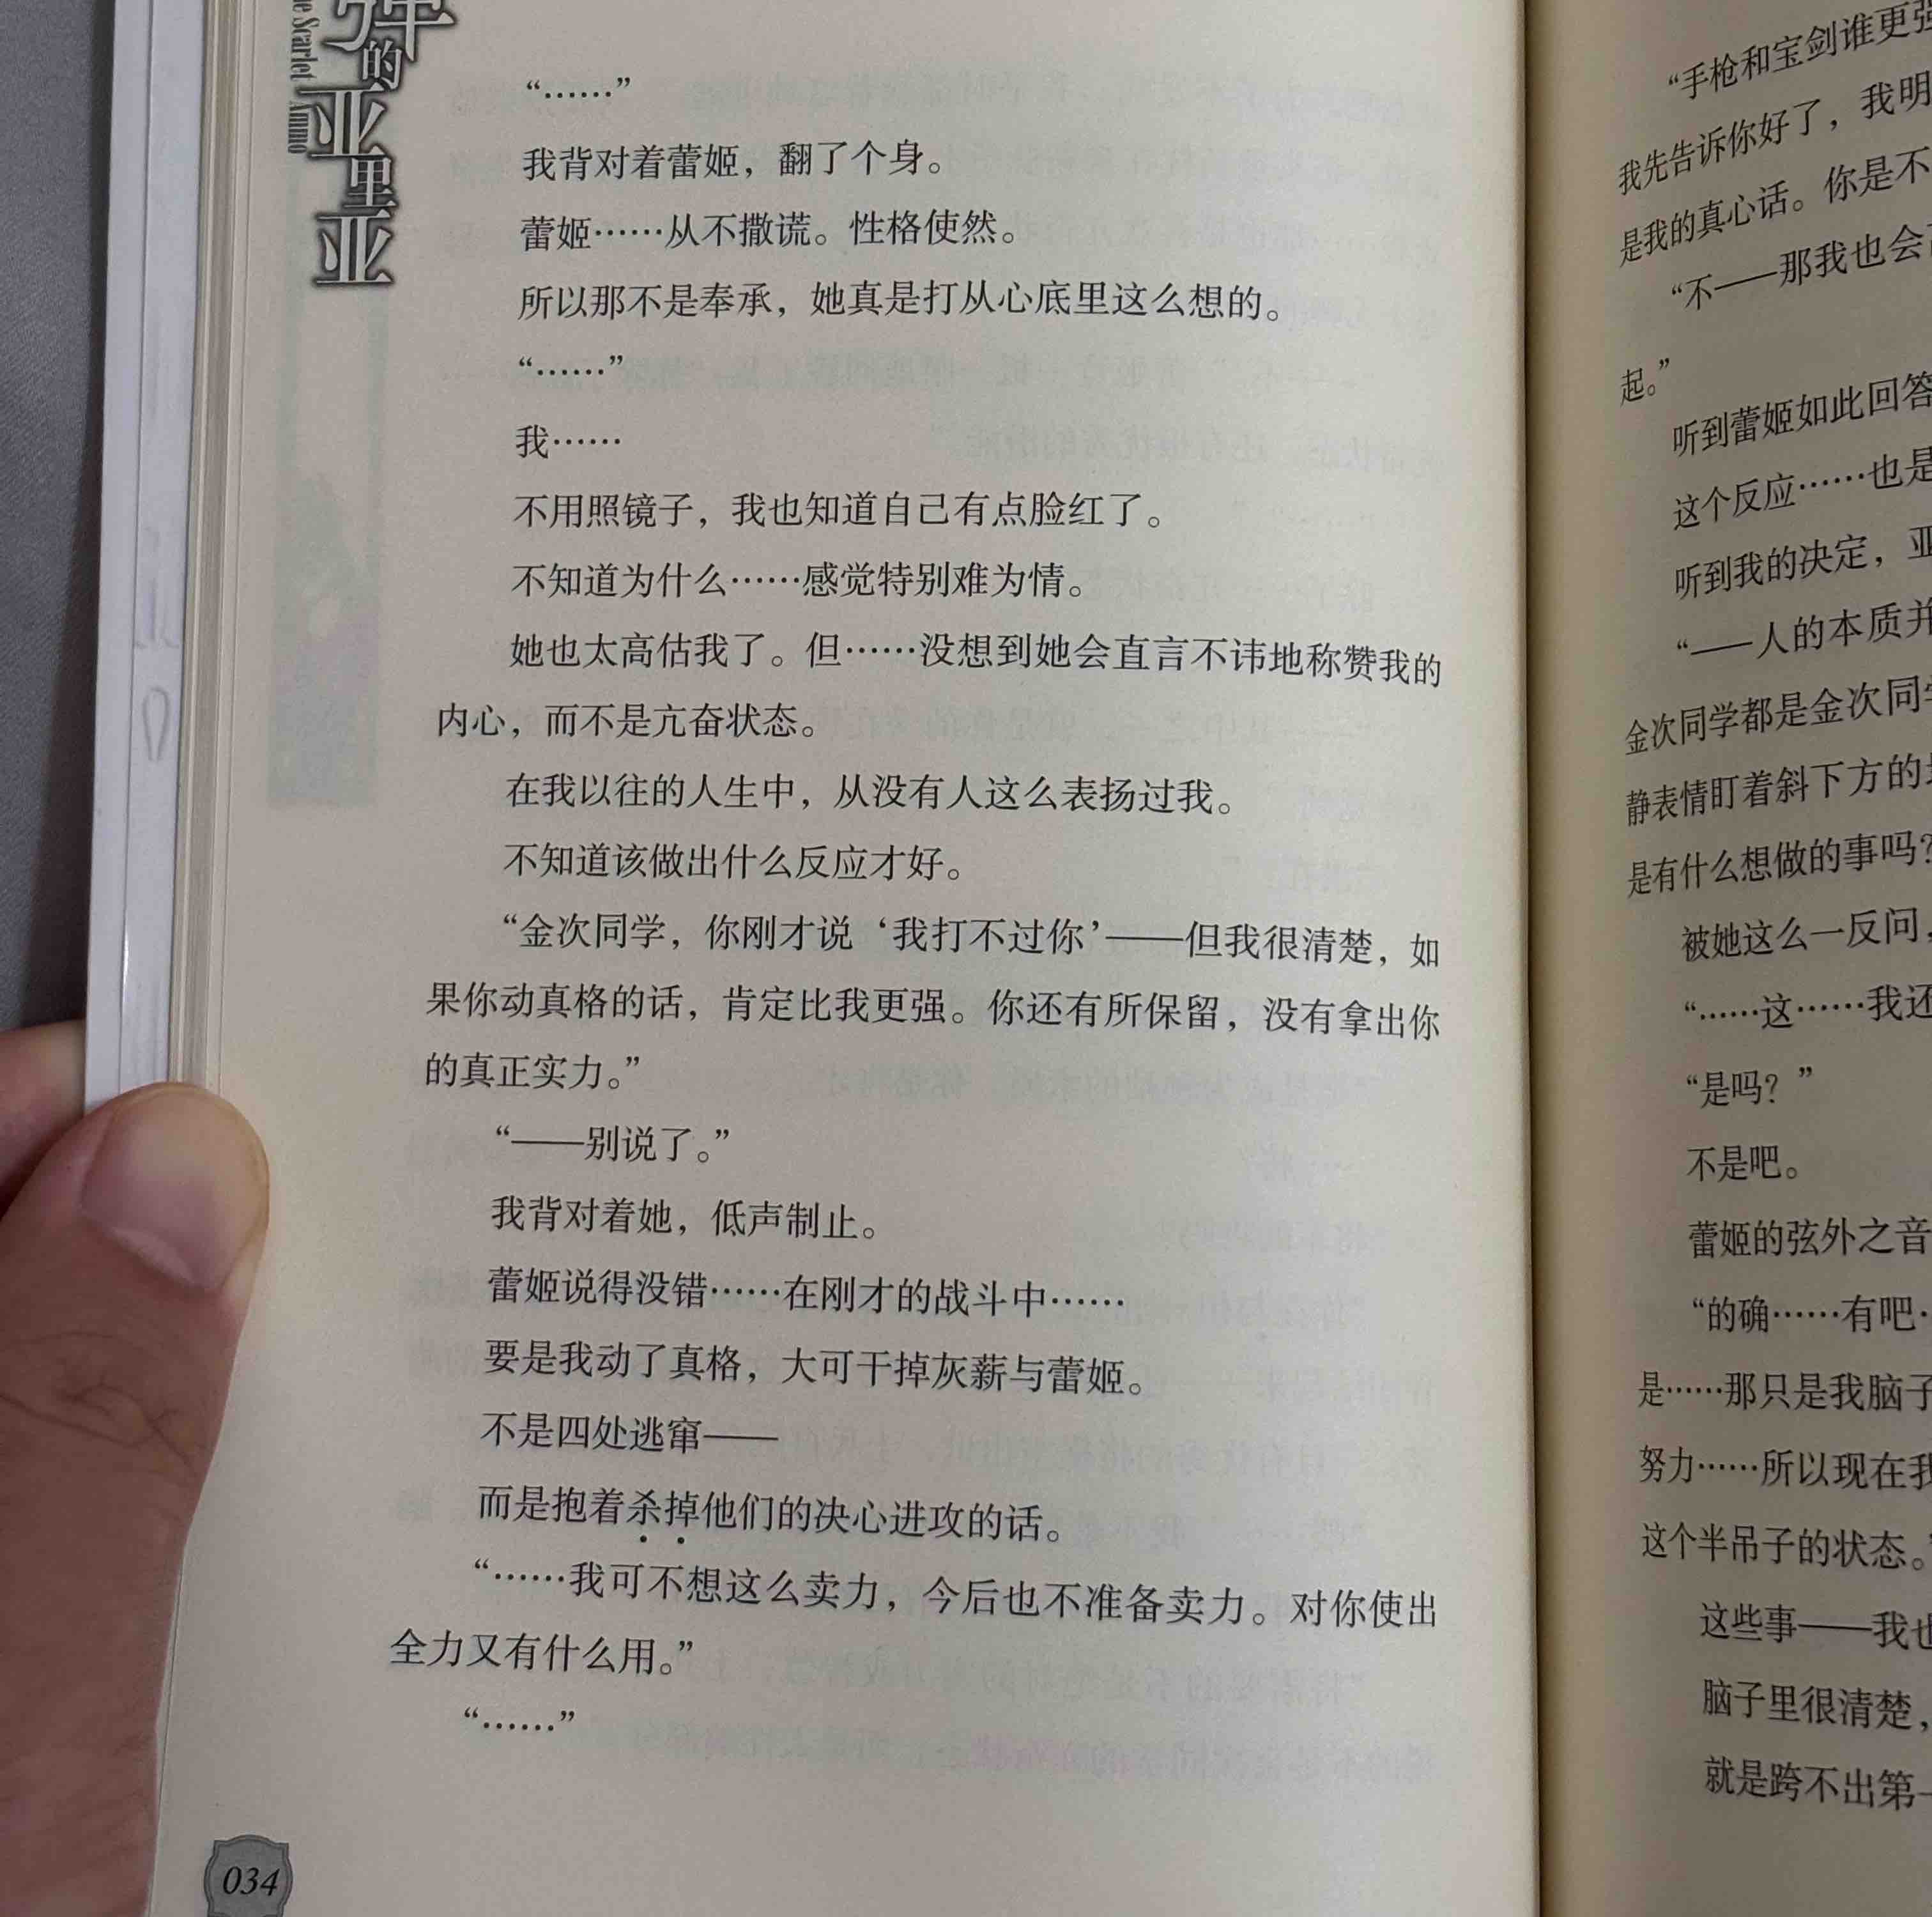 弹的亚里亚
he Scarlet Ammo
“……”
我背对着蕾姬，翻了个身。
蕾姬……从不撒谎。性格使然。
所以那不是奉承，她真是打从心底里这么想的。
“……”
我……
不用照镜子，我也知道自己有点脸红了。
不知道为什么……感觉特别难为情。
她也太高估我了。但……没想到她会直言不讳地称赞我的
内心，而不是亢奋状态。
在我以往的人生中，从没有人这么表扬过我。
不知道该做出什么反应才好。
“金次同学，你刚才说‘我打不过你’——但我很清楚，如
果你动真格的话，肯定比我更强。你还有所保留，没有拿出你
的真正实力。”
“——别说了。”
我背对着她，低声制止。
蕾姬说得没错……在刚才的战斗中……
要是我动了真格，大可干掉灰薪与蕾姬。
不是四处逃窜——
而是抱着杀掉他们的决心进攻的话。
“……我可不想这么卖力，今后也不准备卖力。对你使出
全力又有什么用。”
“……”
034
“手枪和宝剑谁更强
我先告诉你好了，我明
是我的真心话。你是不
“不——那我也会
起。”
听到蕾姬如此回答
这个反应……也是
听到我的决定，亚
“——人的本质并
金次同学都是金次同学
静表情盯着斜下方的
是有什么想做的事吗？
被她这么一反问，
“……这……我还
“是吗？”
不是吧。
蕾姬的弦外之音
“的确……有吧…
是……那只是我脑子
努力……所以现在我
这个半吊子的状态。”
这些事——我也
脑子里很清楚，
就是跨不出第一